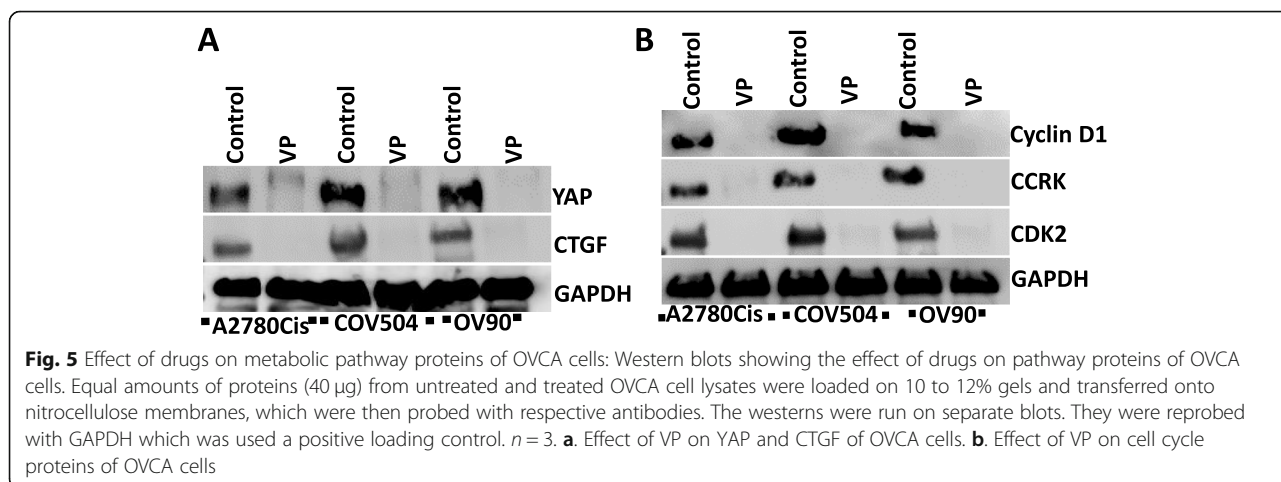 A
B
Control
VP
Control
VP
Control
VP
Control
VP
Control
VP
Control
VP
YAP
CTGF
GAPDH
Cyclin D1
CCRK
CDK2
GAPDH
A2780Cis COV504 OV90
A2780Cis COV504 OV90
Fig. 5 Effect of drugs on metabolic pathway proteins of OVCA cells: Western blots showing the effect of drugs on pathway proteins of OVCA
cells. Equal amounts of proteins (40 μg) from untreated and treated OVCA cell lysates were loaded on 10 to 12% gels and transferred onto
nitrocellulose membranes, which were then probed with respective antibodies. The westerns were run on separate blots. They were reprobed
with GAPDH which was used a positive loading control. n = 3. a. Effect of VP on YAP and CTGF of OVCA cells. b. Effect of VP on cell cycle
proteins of OVCA cells